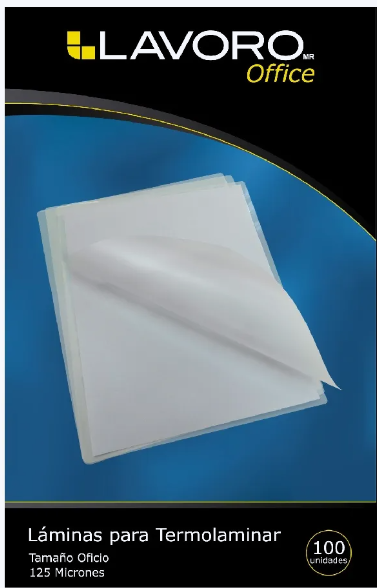 LAVORO MR
Office
Láminas para Termolaminar
Tamaño Oficio
125 Micrones
100
unidades